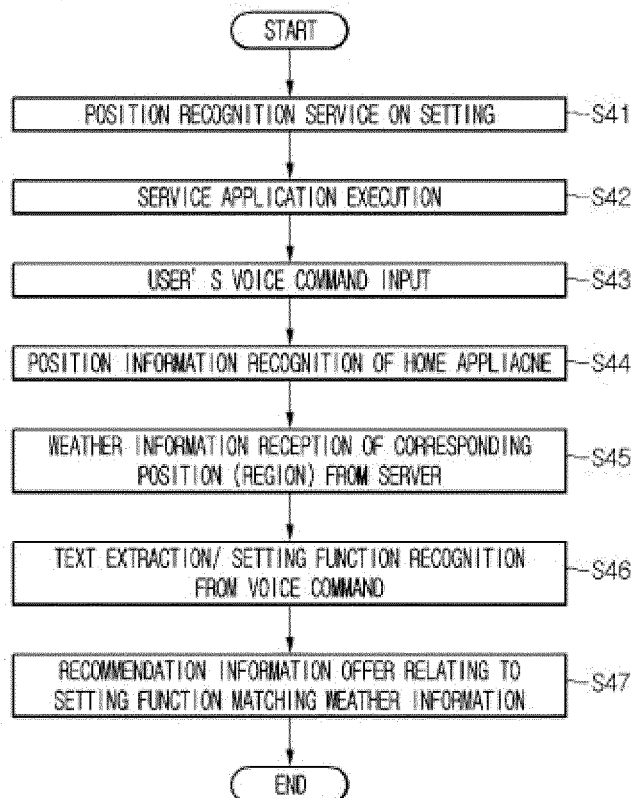 START
POSITION RECOGNITION SERVICE ON SETTING
S41
SERVICE APPLICATION EXECUTION
S42
USER'S VOICE COMMAND INPUT
S43
POSITION INFORMATION RECOGNITION OF HOME APPLIACNE
S44
WEATHER INFORMATION RECEPTION OF CORRESPONDING
POSITION (REGION) FROM SERVER
S45
TEXT EXTRACTION/ SETTING FUNCTION RECOGNITION
FROM VOICE COMMAND
S46
RECOMMENDATION INFORMATION OFFER RELATING TO
SETTING FUNCTION MATCHING WEATHER INFORMATION
S47
END